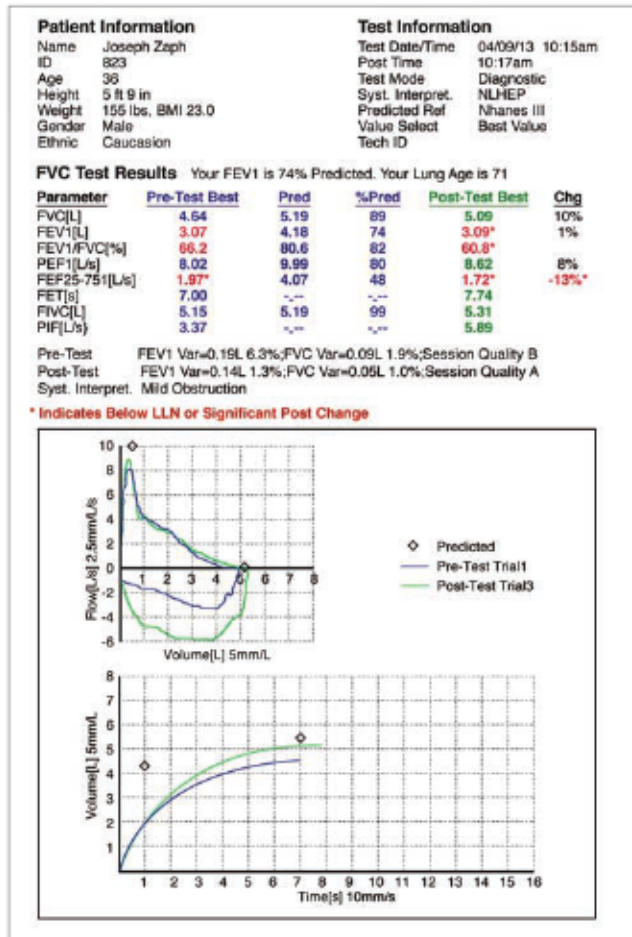 Patient Information
Name Joseph Zaph
ID 823
Age 36
Height 5 ft 9 in
Weight 155 lbs, BMI 23.0
Gender Male
Ethnic Caucasion
Test Information
Test Date/Time 04/09/13 10:15am
Post Time 10:17am
Test Mode Diagnostic
Syst. Interpret. NLHEP
Predicted Ref Nhanes III
Value Select Best Value
Tech ID
FVC Test Results Your FEV1 is 74% Predicted. Your Lung Age is 71
Parameter Pre-Test Best Pred %Pred Post-Test Best Chg
FVC[L] 4.64 5.19 89 5.09 10%
FEV1[L] 3.07 4.18 74 3.09* 1%
FEV1/FVC[%] 66.2 80.6 82 60.8*
PEF1[L/s] 8.02 9.99 80 8.62 8%
FEF25-751[L/s] 1.97* 4.07 48 1.72* -13%*
FET[s] 7.00 -.-- -.-- 7.74
FIVC[L] 5.15 5.19 99 5.31
PIF[L/s} 3.37 -.-- -.-- 5.89
Pre-Test FEV1 Var=0.19L 6.3%;FVC Var=0.09L 1.9%;Session Quality B
Post-Test FEV1 Var=0.14L 1.3%;FVC Var=0.05L 1.0%;Session Quality A
Syst. Interpret. Mild Obstruction
* Indicates Below LLN or Significant Post Change
10
8
6
4
2
0
-2
-4
-6
1 2 3 4 5 6 7 8
Flow[L/s] 2.5mm/L/s
Volume[L] 5mm/L
Predicted
Pre-Test Trial1
Post-Test Trial3
8
7
6
5
4
3
2
1
Volume[L] 5mm/L
1 2 3 4 5 6 7 8 9 10 11 12 13 14 15 16
Time[s] 10mm/s